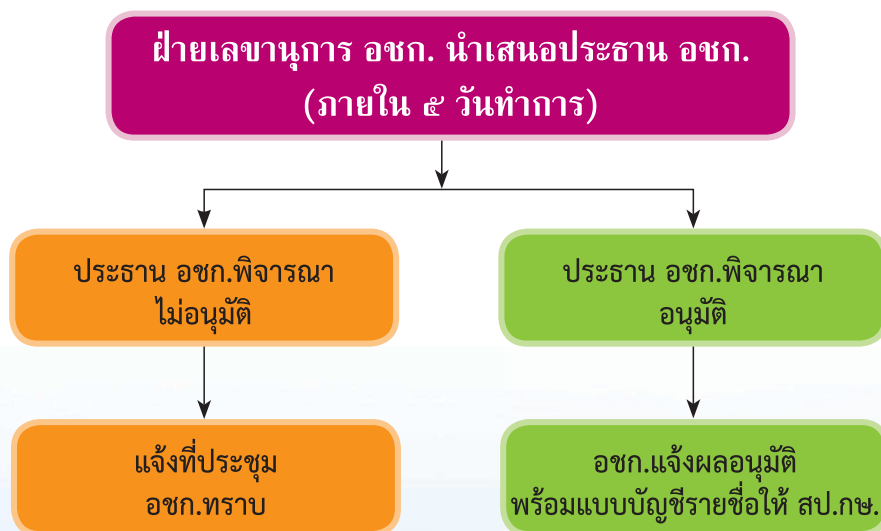 ฝ่ายเลขานุการ อชก. นำเสนอประธาน อชก.
(ภายใน ๕ วันทำการ)
ประธาน อชก.พิจารณา
ไม่อนุมัติ
ประธาน อชก.พิจารณา
อนุมัติ
แจ้งที่ประชุม
อชก.ทราบ
อชก.แจ้งผลอนุมัติ
พร้อมแบบบัญชีรายชื่อให้ สป.กษ.